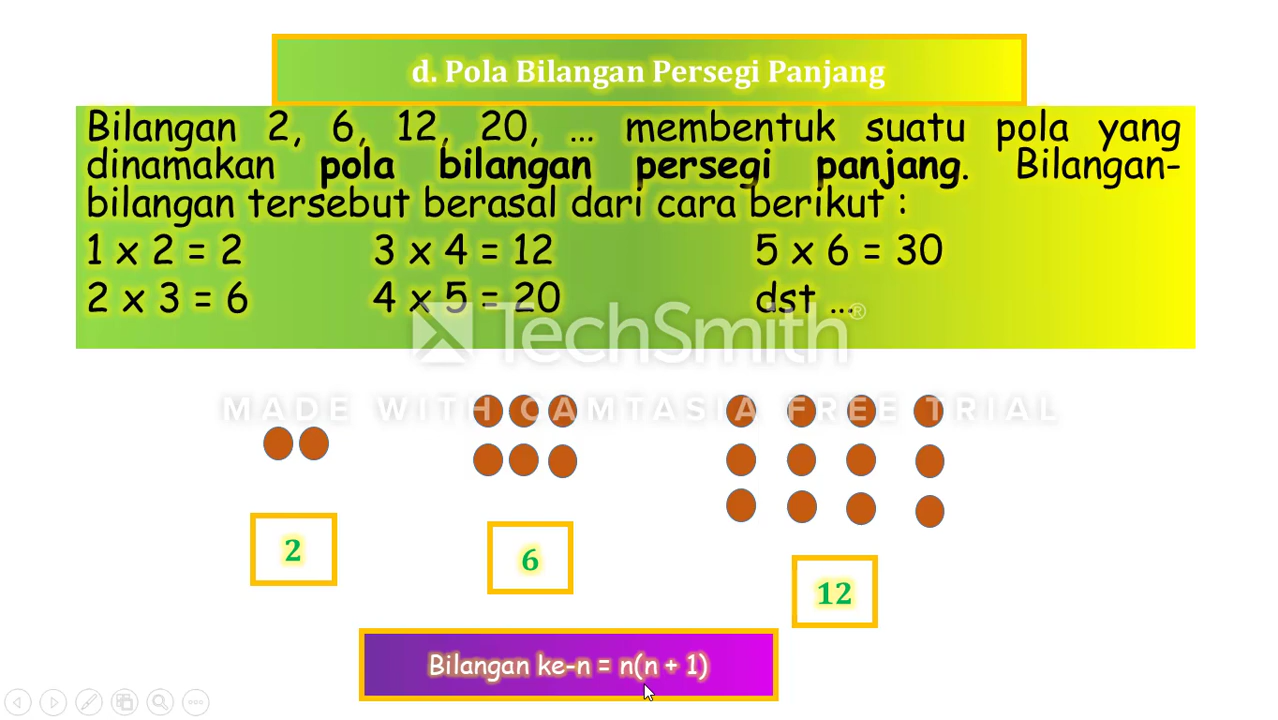 d. Pola Bilangan Persegi Panjang
Bilangan 2, 6, 12, 20, ... membentuk suatu pola yang
dinamakan pola bilangan persegi panjang. Bilangan-
bilangan tersebut berasal dari cara berikut :
1 x 2 = 2 3 x 4 = 12 5 x 6 = 30
2 x 3 = 6 4 x 5 = 20 dst ...
TechSmith®
MADE WITH CAMTASIA FREE TRIAL
2
6
12
Bilangan ke-n = n(n + 1)